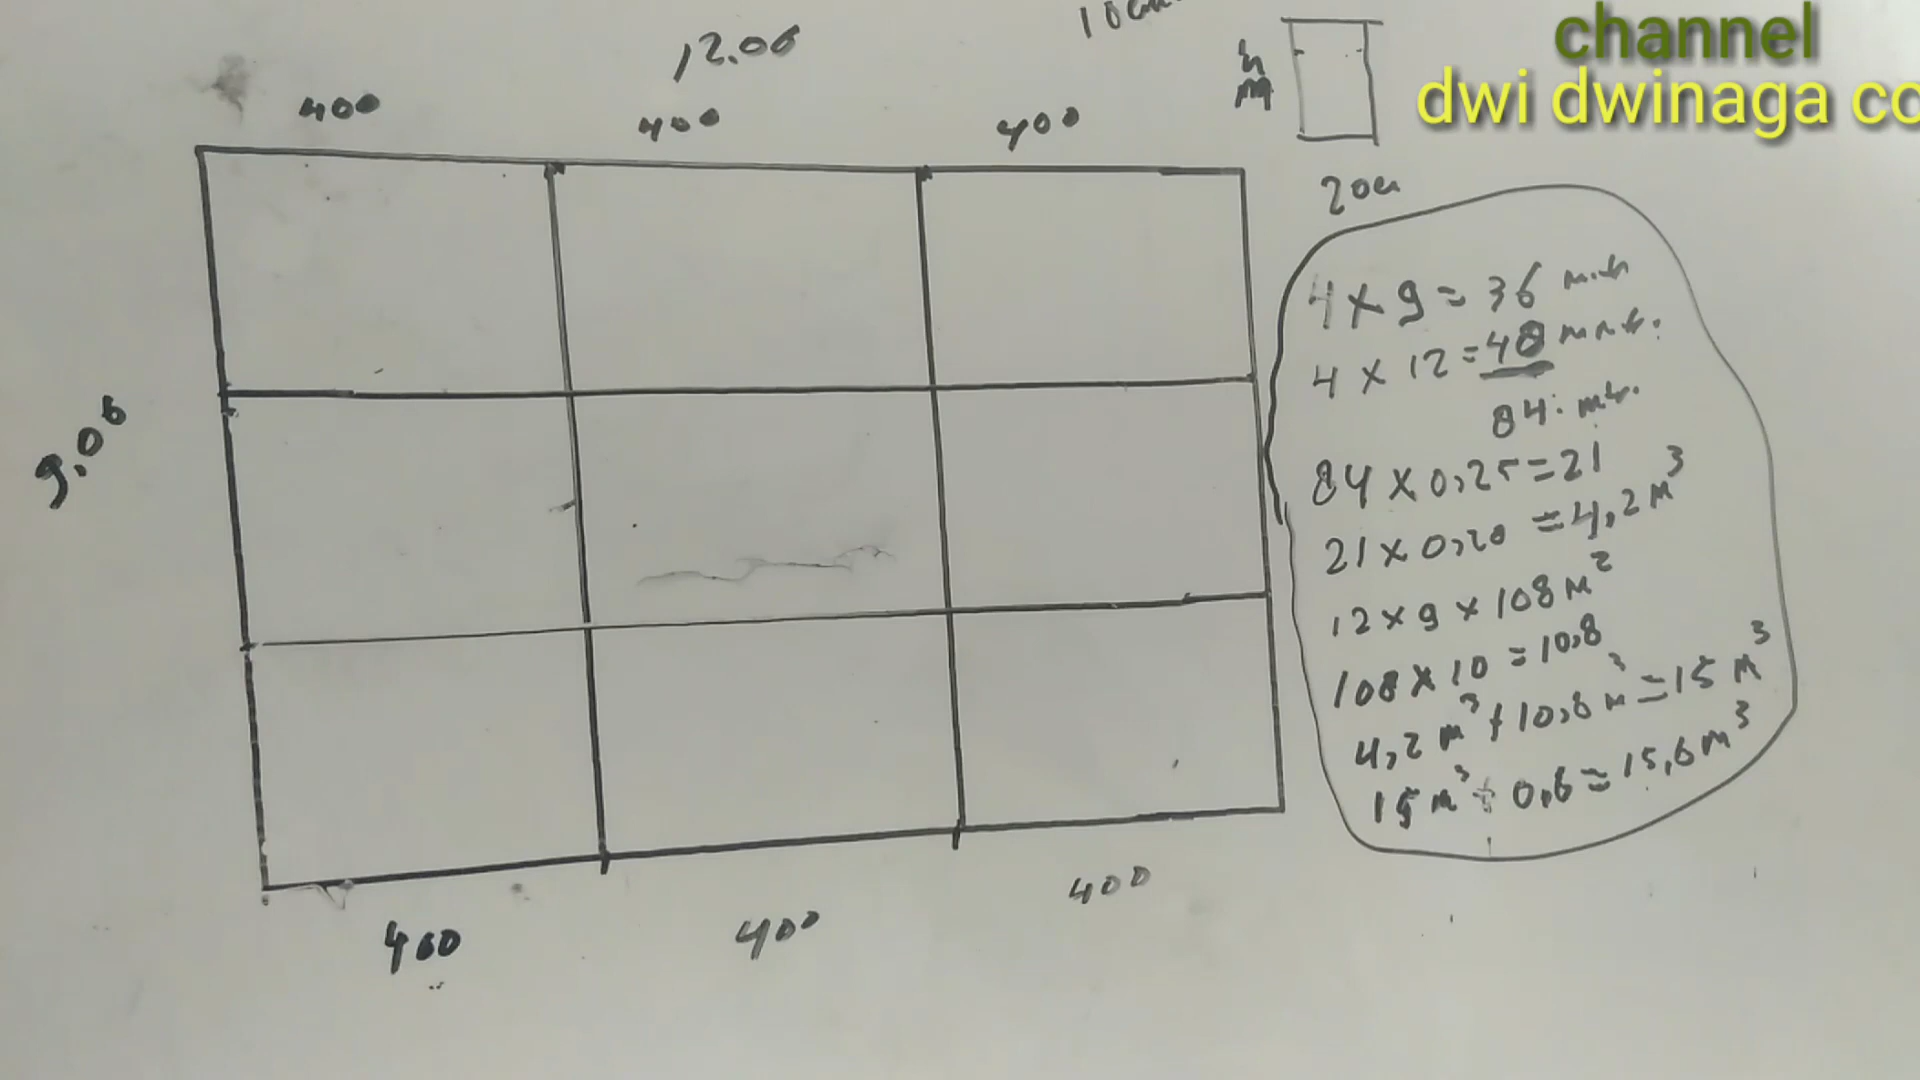 channel
dwi dwinaga co
12.00
400
400
400
20cm
9.00
4 x 9 = 36
4 x 12 = 48
84
84 x 0,25 = 21
21 x 0,20 = 4,2 m³
12 x 9 x 108 m²
108 x 10 = 10,8
4,2 m³ + 10,8 m³ = 15 m³
15 m³ + 0,6 = 15,6 m³
400
400
400